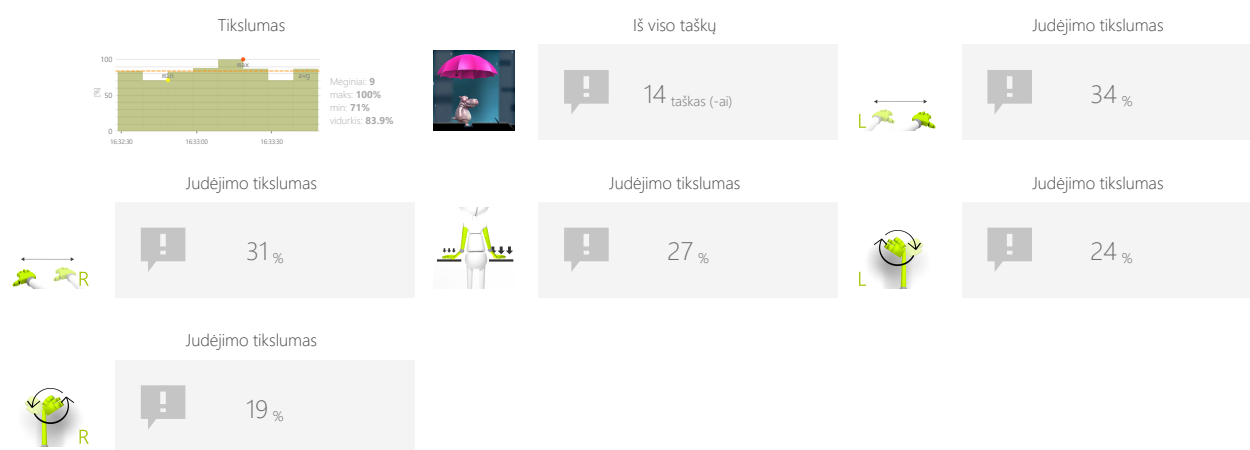 Tikslumas
Iš viso taškų
Judėjimo tikslumas
100
50
0
[%]
min
max
avg
16:32:30
16:33:00
16:33:30
Mėginiai: 9
maks: 100%
min: 71%
vidurkis: 83.9%
14 taškas (-ai)
L
34 %
Judėjimo tikslumas
Judėjimo tikslumas
Judėjimo tikslumas
R
31 %
27 %
L
24 %
Judėjimo tikslumas
R
19 %